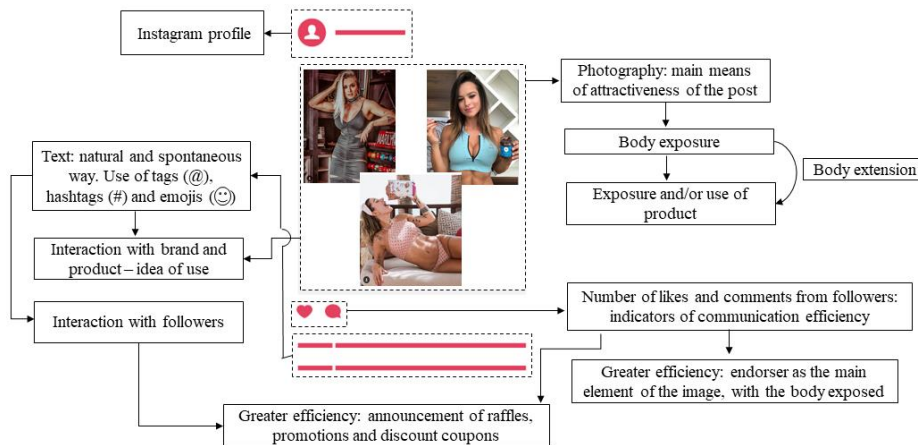 Instagram profile
Photography: main means
of attractiveness of the post
Body exposure
Body extension
Exposure and/or use of
product
Text: natural and spontaneous
way. Use of tags (@),
hashtags (#) and emojis (☺)
Interaction with brand and
product – idea of use
Interaction with followers
Number of likes and comments from followers:
indicators of communication efficiency
Greater efficiency: endorser as the main
element of the image, with the body exposed
Greater efficiency: announcement of raffles,
promotions and discount coupons